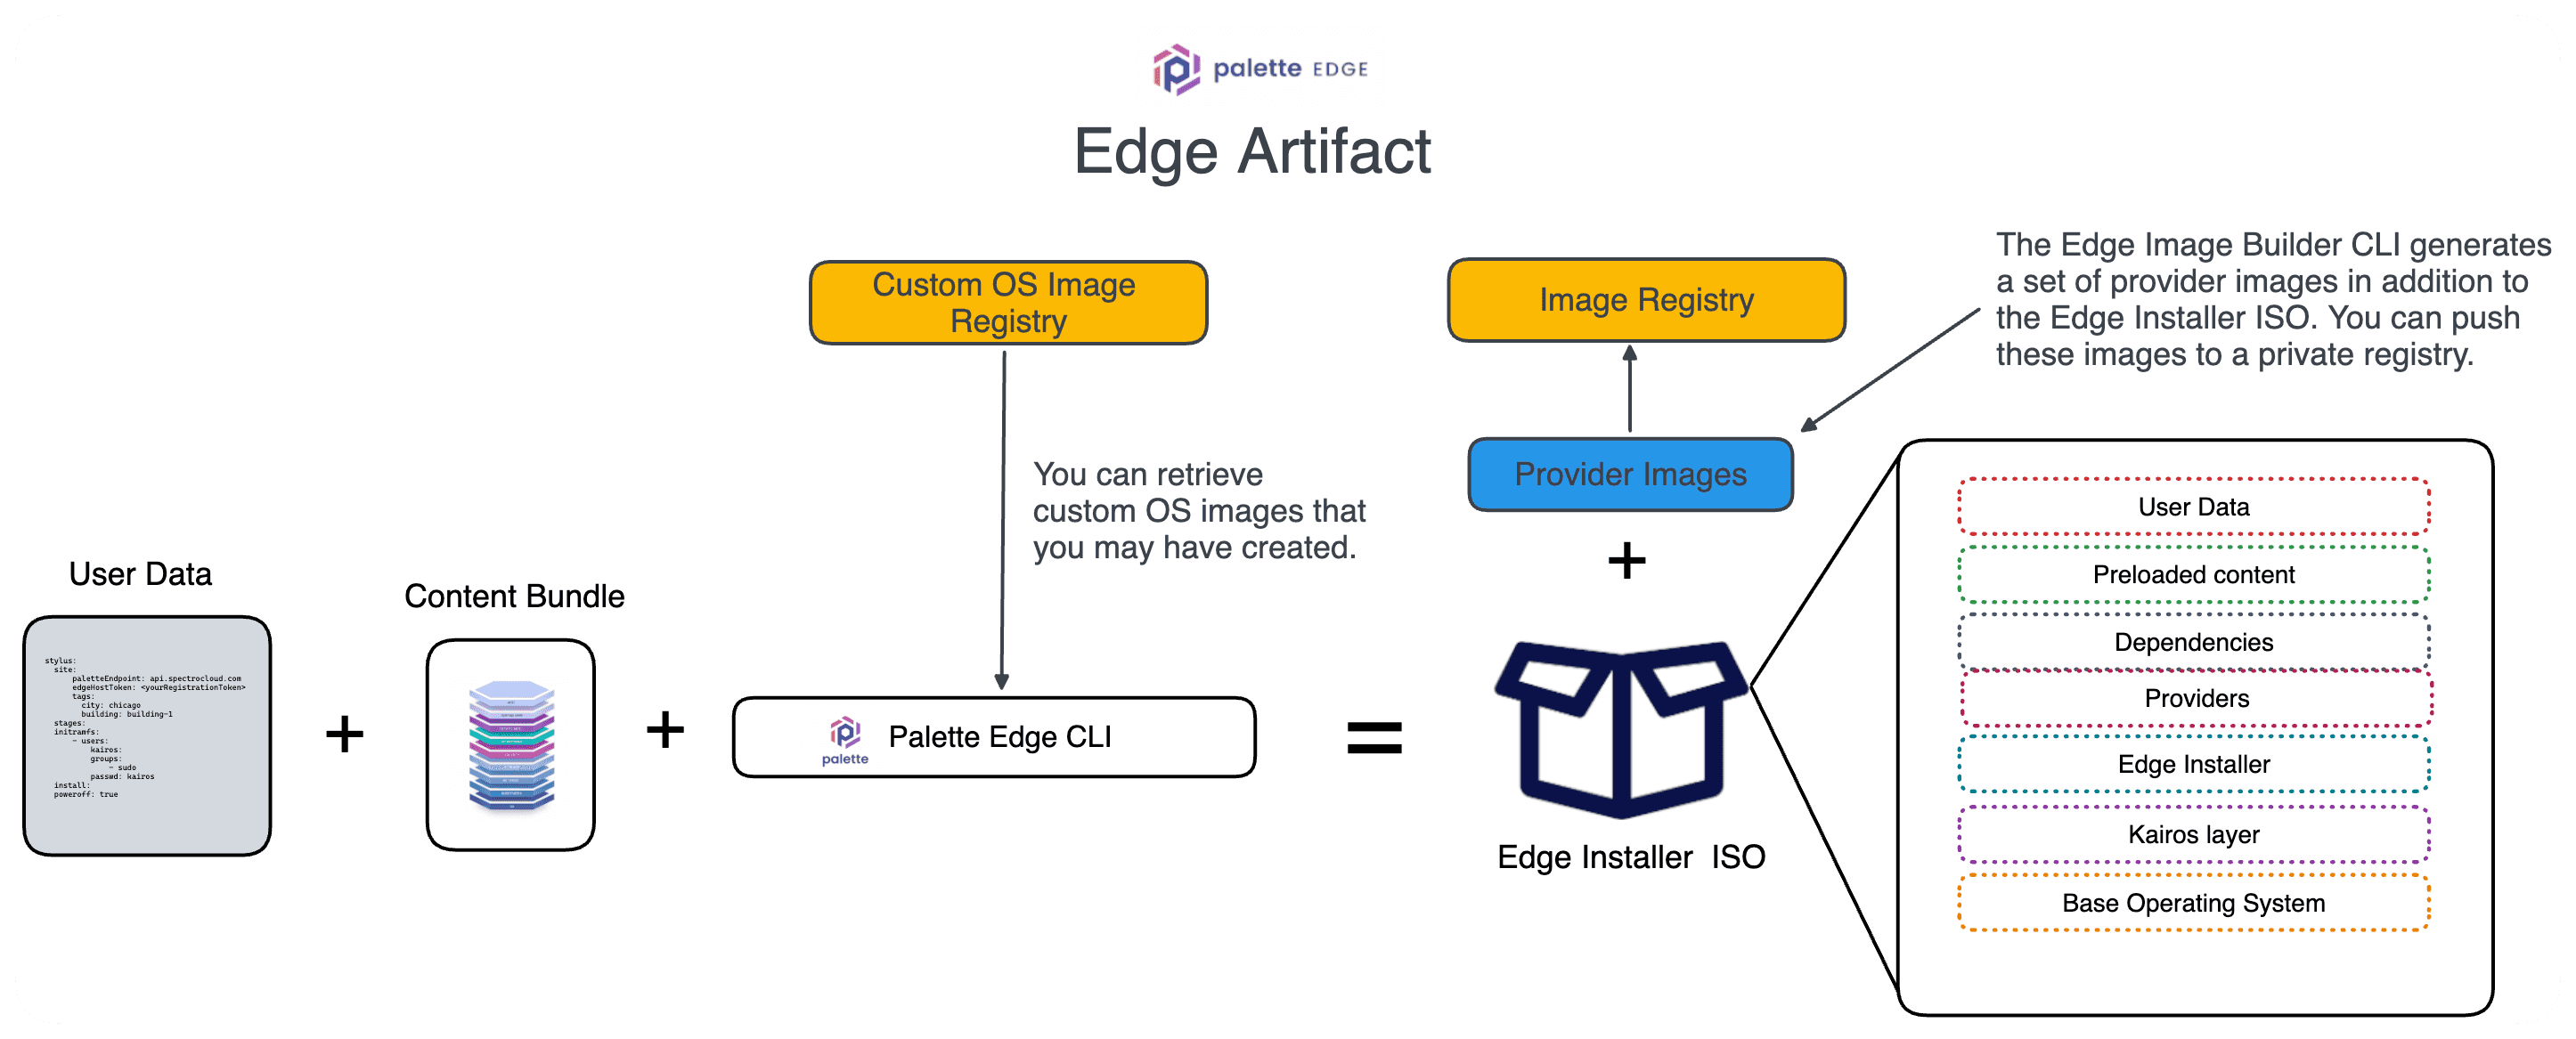 palette EDGE
Edge Artifact
Custom OS Image
Registry
Image Registry
The Edge Image Builder CLI generates
a set of provider images in addition to
the Edge Installer ISO. You can push
these images to a private registry.
You can retrieve
custom OS images that
you may have created.
Provider Images
+
User Data
stylus:
site:
paletteEndpoint: api.spectrocloud.com
edgeHostToken: <yourRegistrationToken>
tags:
city: chicago
building: building-1
stages:
initramfs:
- users:
kairos:
groups:
- sudo
passwd: kairos
install:
poweroff: true
+
Content Bundle
+
palette
Palette Edge CLI
=
Edge Installer ISO
User Data
Preloaded content
Dependencies
Providers
Edge Installer
Kairos layer
Base Operating System